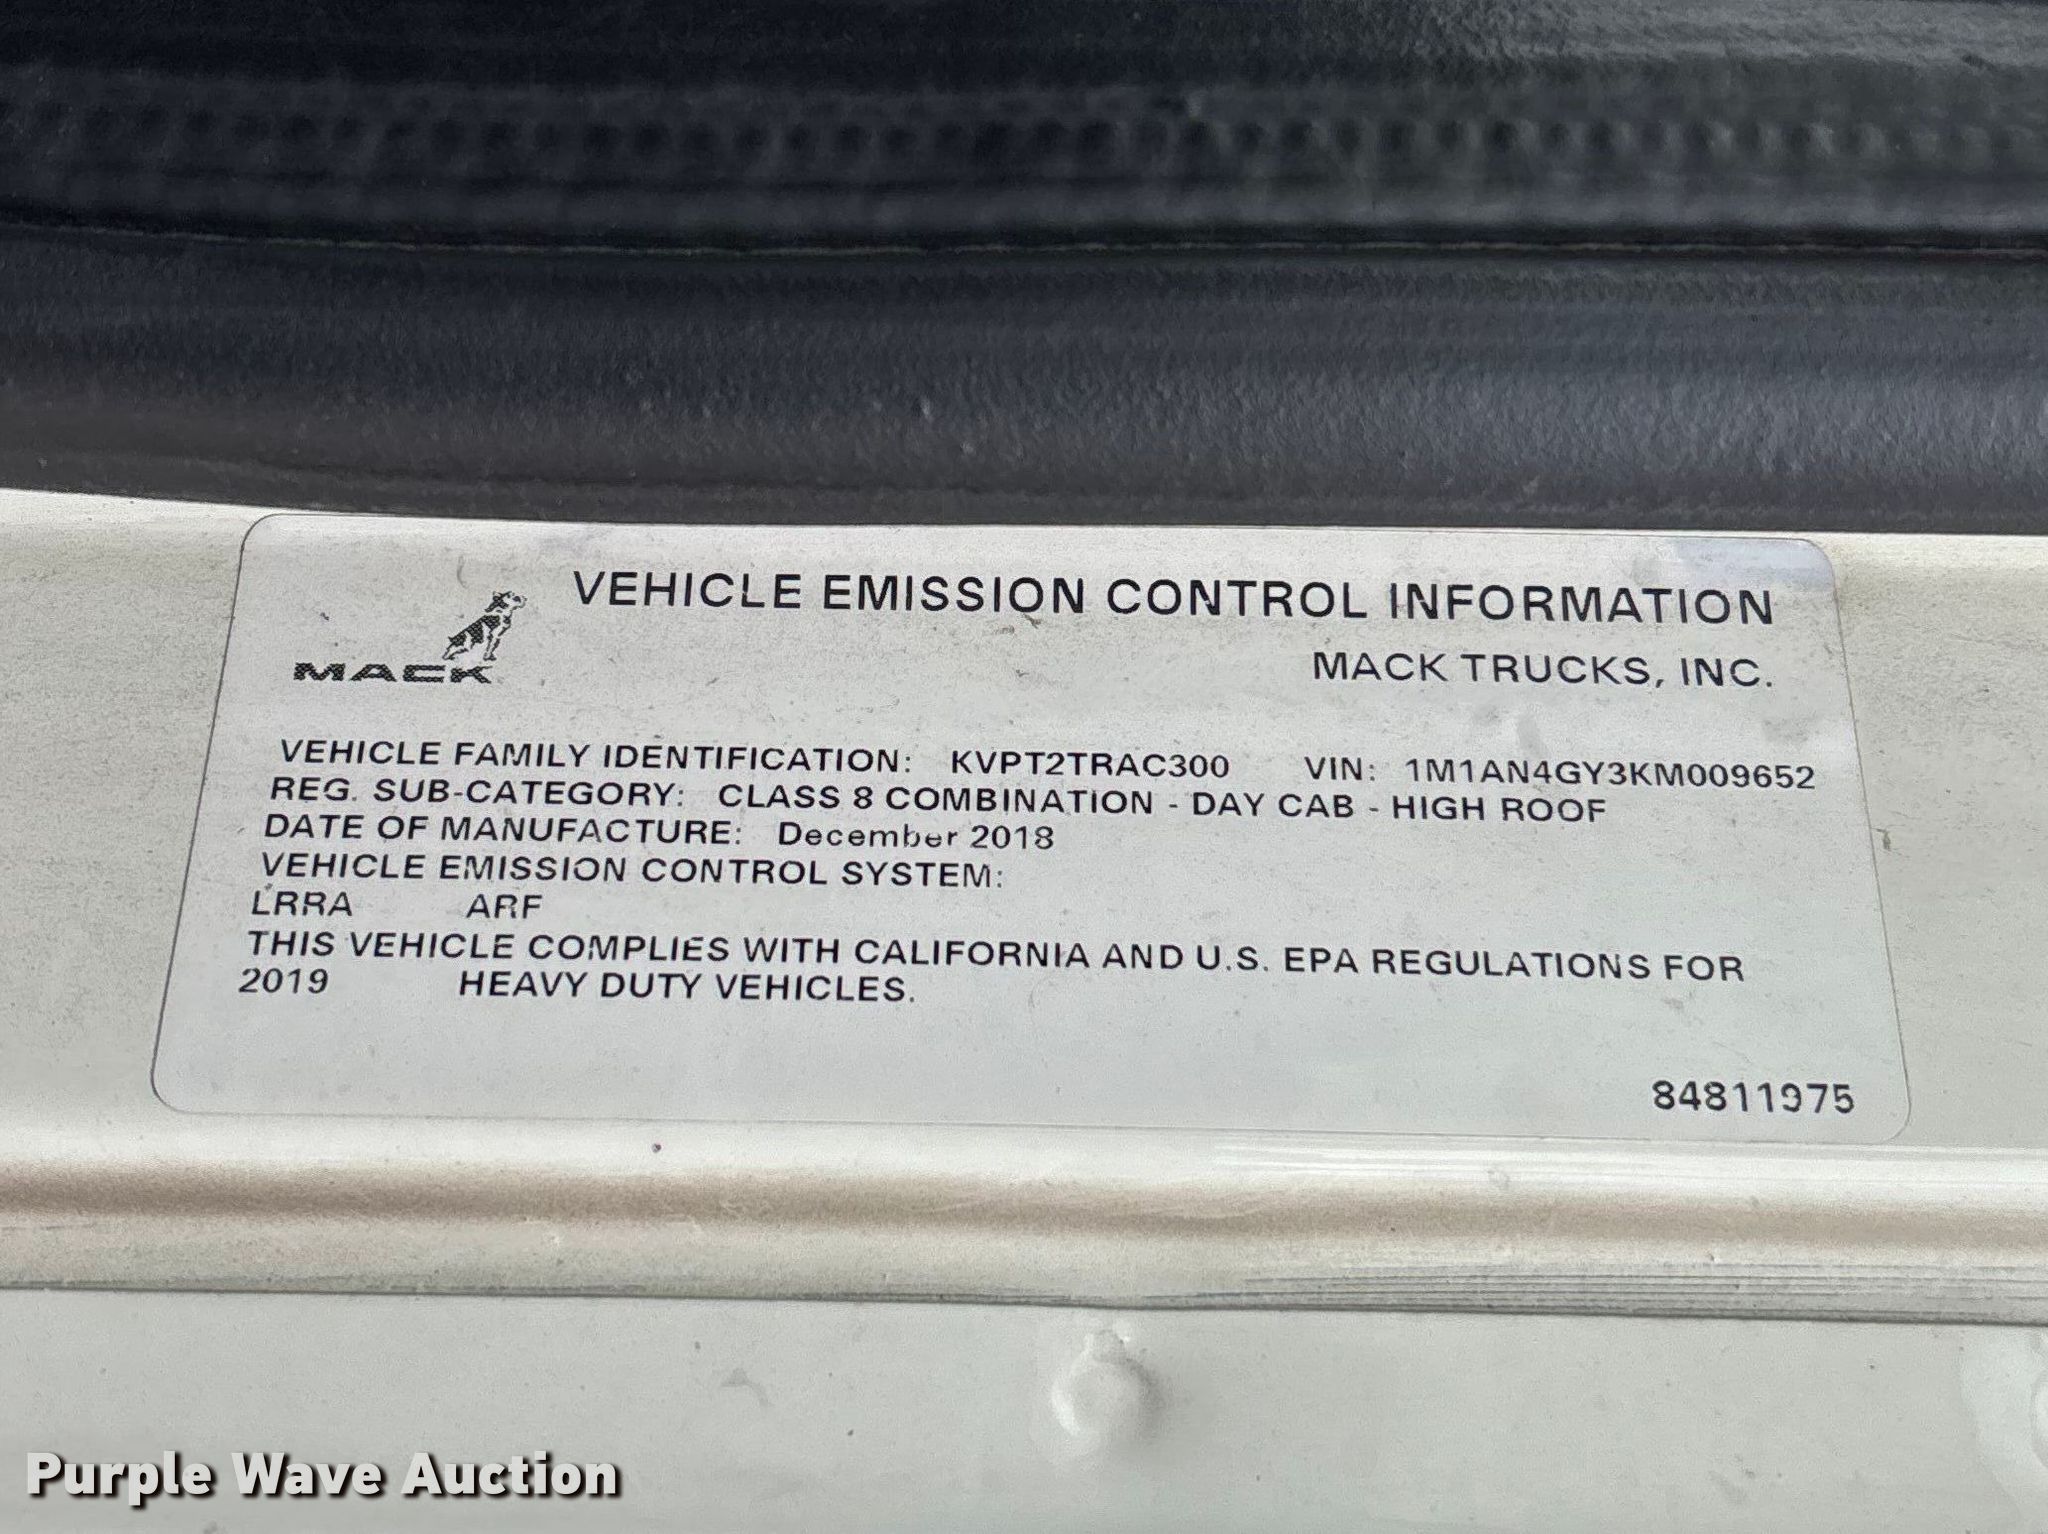 VEHICLE EMISSION CONTROL INFORMATION
MACK
MACK TRUCKS, INC.
VEHICLE FAMILY IDENTIFICATION: KVPT2TRAC300 VIN: 1M1AN4GY3KM009652
REG. SUB-CATEGORY: CLASS 8 COMBINATION - DAY CAB - HIGH ROOF
DATE OF MANUFACTURE: December 2018
VEHICLE EMISSION CONTROL SYSTEM:
LRRA ARF
THIS VEHICLE COMPLIES WITH CALIFORNIA AND U.S. EPA REGULATIONS FOR
2019 HEAVY DUTY VEHICLES.
84811975
Purple Wave Auction